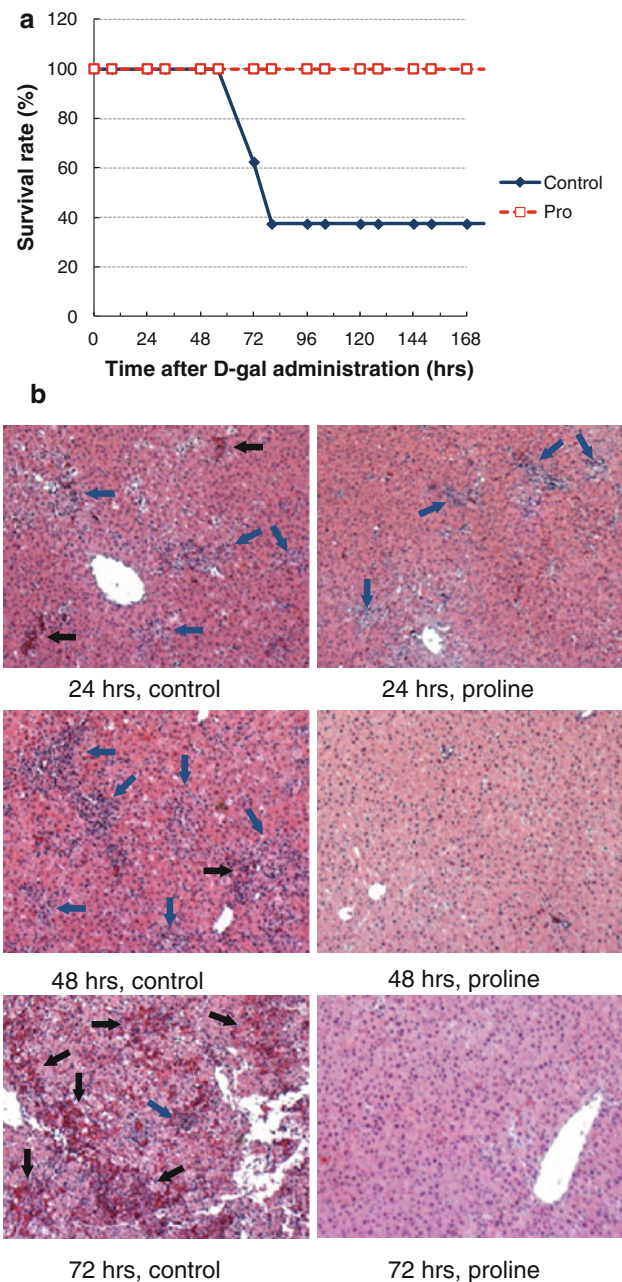 a
120
100
80
60
40
20
0
Survival rate (%)
0 24 48 72 96 120 144 168
Time after D-gal administration (hrs)
Control
Pro
b
24 hrs, control
24 hrs, proline
48 hrs, control
48 hrs, proline
72 hrs, control
72 hrs, proline